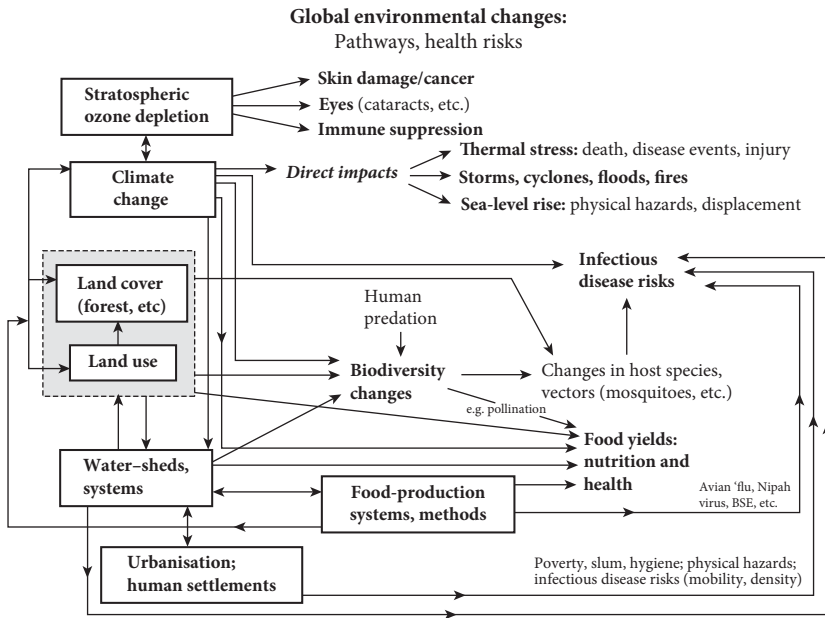 Global environmental changes:
Pathways, health risks
Stratospheric
ozone depletion
Skin damage/cancer
Eyes (cataracts, etc.)
Immune suppression
Climate
change
Direct impacts
Thermal stress: death, disease events, injury
Storms, cyclones, floods, fires
Sea-level rise: physical hazards, displacement
Infectious
disease risks
Land cover
(forest, etc)
Land use
Human
predation
Biodiversity
changes
Changes in host species,
vectors (mosquitoes, etc.)
e.g. pollination
Food yields:
nutrition and
health
Water–sheds,
systems
Food-production
systems, methods
Avian ‘flu, Nipah
virus, BSE, etc.
Urbanisation;
human settlements
Poverty, slum, hygiene; physical hazards;
infectious disease risks (mobility, density)